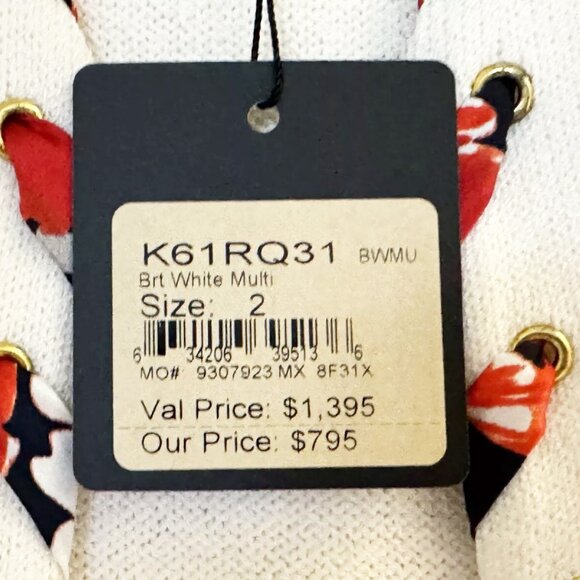 K61RQ31 BWMU
Brt White Multi
Size: 2
6 34206 39513 6
MO# 9307923 MX 8F31X
Val Price: $1,395
Our Price: $795